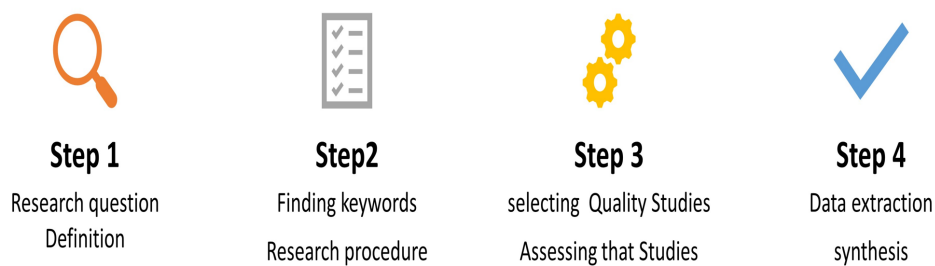 Step 1
Research question
Definition
Step2
Finding keywords
Research procedure
Step 3
selecting Quality Studies
Assessing that Studies
Step 4
Data extraction
synthesis